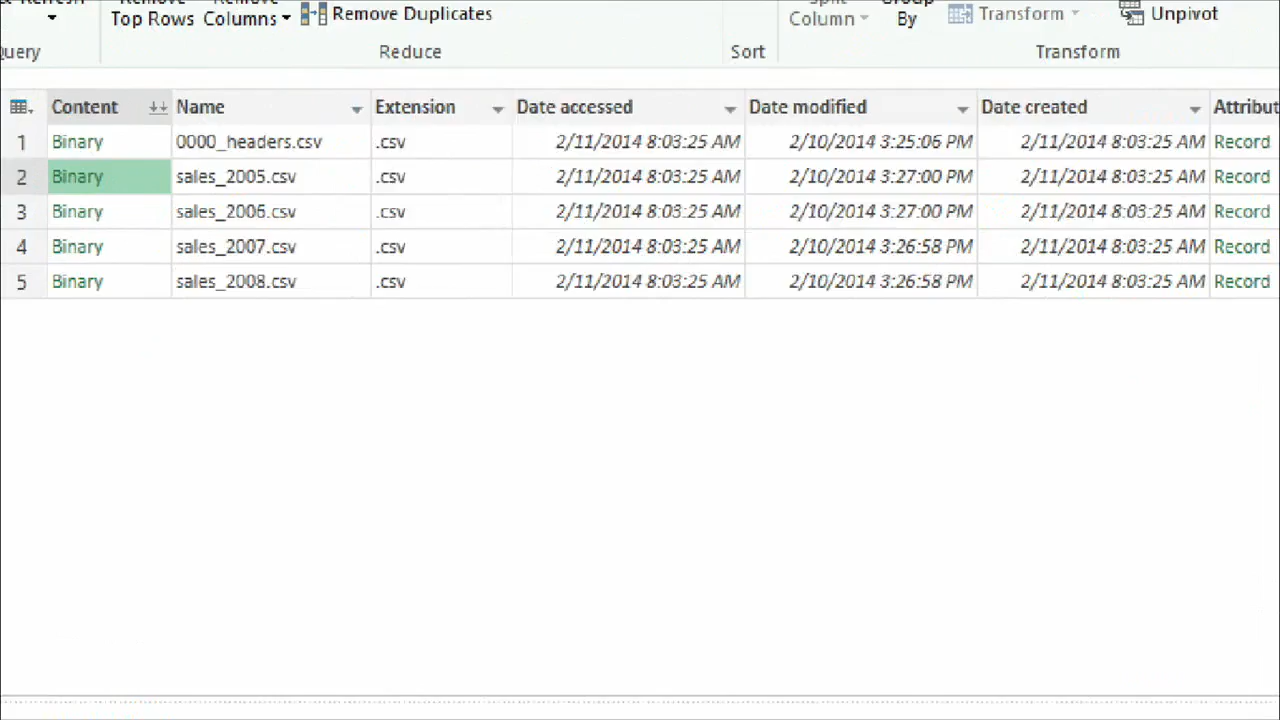 Remove Duplicates
Transform
Unpivot
Top Rows Columns
Column
By
Reduce
Sort
Transform
Content Name Extension Date accessed Date modified Date created
1 Binary 0000_headers.csv .csv 2/11/2014 8:03:25 AM 2/10/2014 3:25:06 PM 2/11/2014 8:03:25 AM Record
2 Binary sales_2005.csv .csv 2/11/2014 8:03:25 AM 2/10/2014 3:27:00 PM 2/11/2014 8:03:25 AM Record
3 Binary sales_2006.csv .csv 2/11/2014 8:03:25 AM 2/10/2014 3:27:00 PM 2/11/2014 8:03:25 AM Record
4 Binary sales_2007.csv .csv 2/11/2014 8:03:25 AM 2/10/2014 3:26:58 PM 2/11/2014 8:03:25 AM Record
5 Binary sales_2008.csv .csv 2/11/2014 8:03:25 AM 2/10/2014 3:26:58 PM 2/11/2014 8:03:25 AM Record